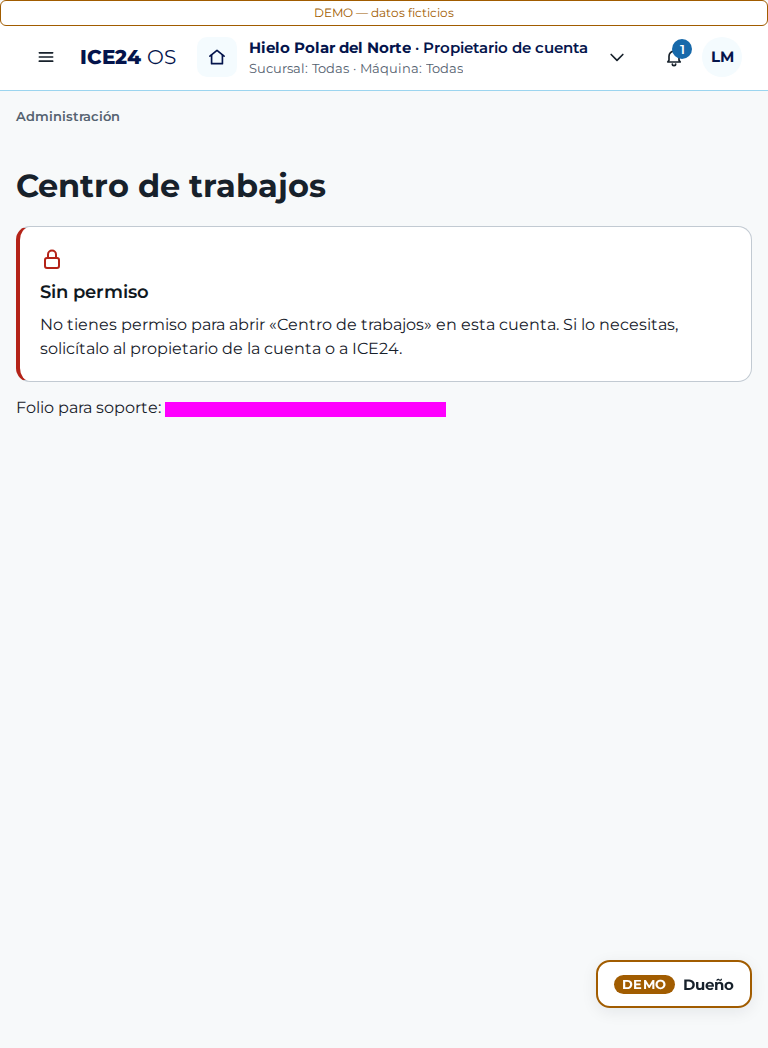 DEMO — datos ficticios
ICE24 OS
Hielo Polar del Norte · Propietario de cuenta
Sucursal: Todas · Máquina: Todas
1
LM
Administración
Centro de trabajos
Sin permiso
No tienes permiso para abrir «Centro de trabajos» en esta cuenta. Si lo necesitas,
solicítalo al propietario de la cuenta o a ICE24.
Folio para soporte:
DEMO Dueño